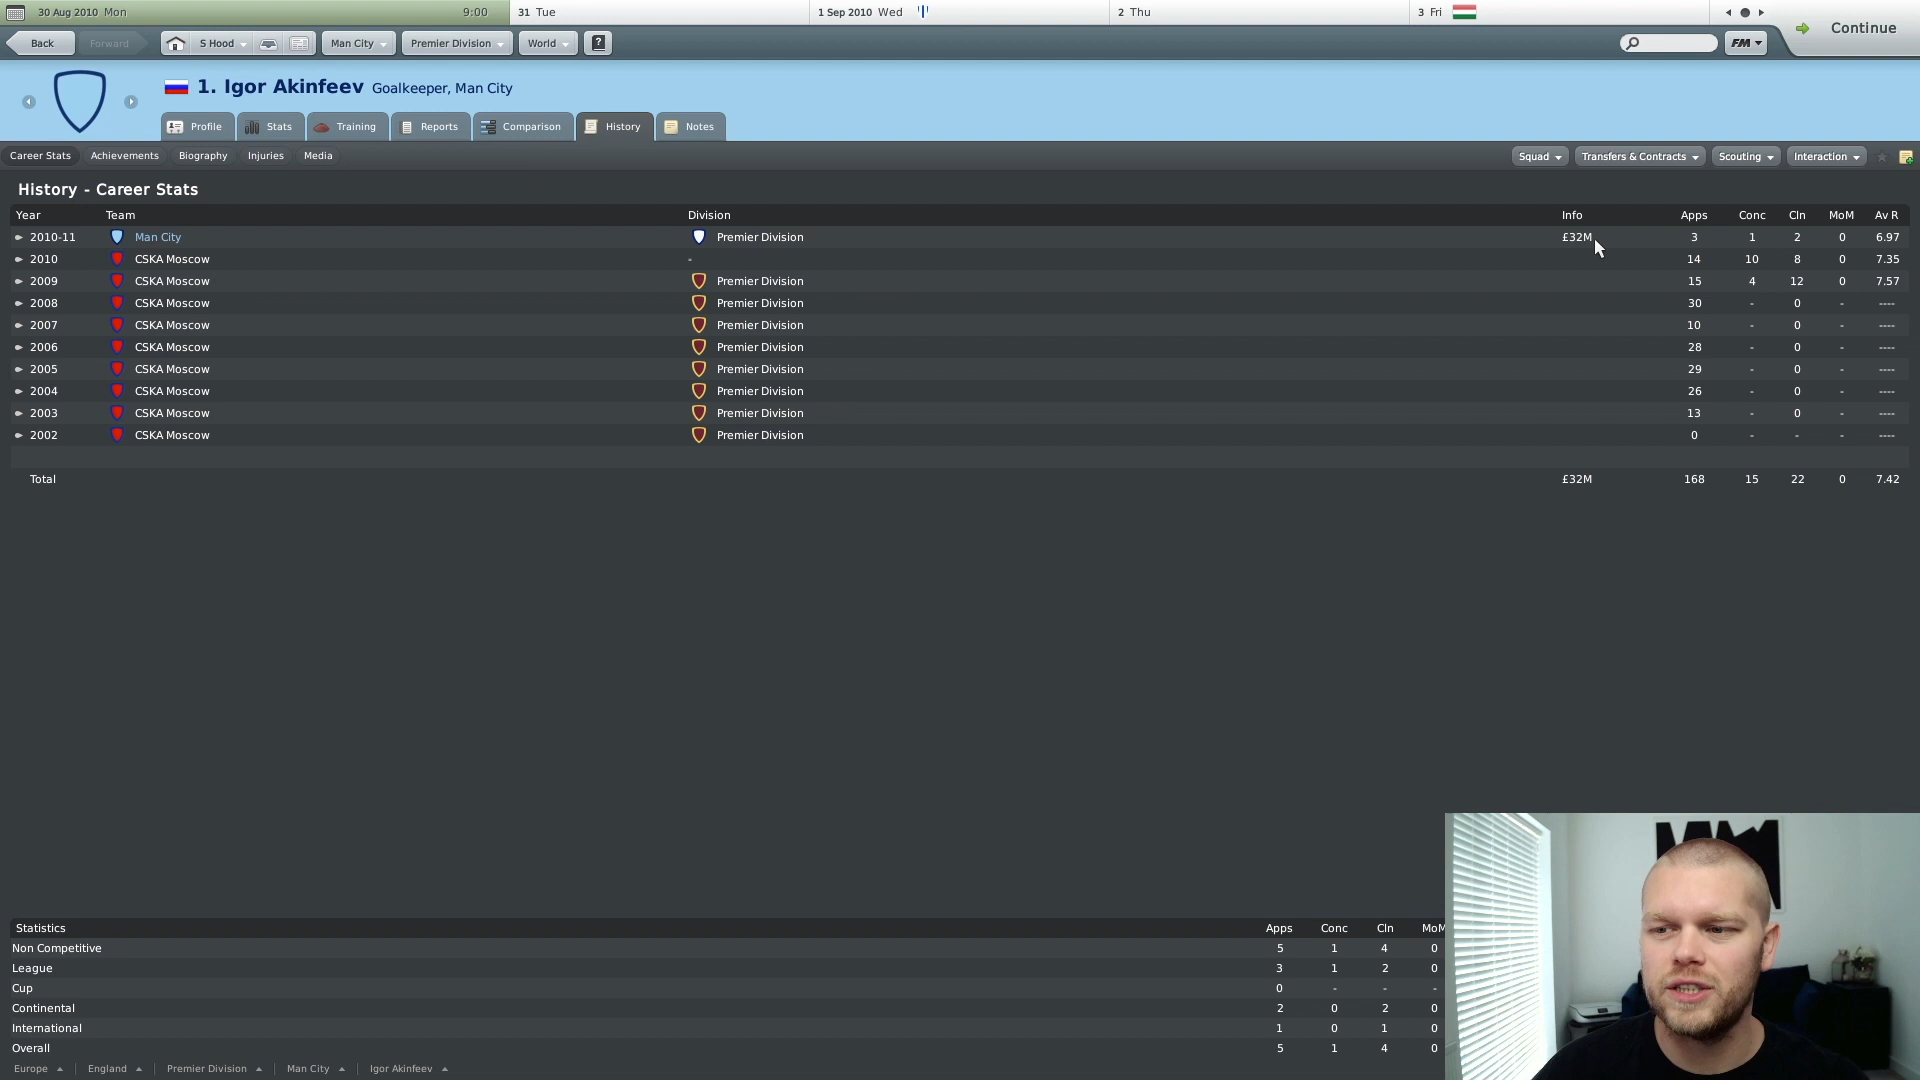 30 Aug 2010 Mon 9:00 31 Tue 1 Sep 2010 Wed 2 Thu 3 Fri
Continue
Back Forward S Hood Man City Premier Division World ? FM
1. Igor Akinfeev Goalkeeper, Man City
Profile Stats Training Reports Comparison History Notes
Career Stats Achievements Biography Injuries Media Squad Transfers & Contracts Scouting Interaction
History - Career Stats
Year Team Division Info Apps Conc Cln MoM Av R
2010-11 Man City Premier Division £32M 3 1 2 0 6.97
2010 CSKA Moscow - 14 10 8 0 7.35
2009 CSKA Moscow Premier Division 15 4 12 0 7.57
2008 CSKA Moscow Premier Division 30 - 0 - ----
2007 CSKA Moscow Premier Division 10 - 0 - ----
2006 CSKA Moscow Premier Division 28 - 0 - ----
2005 CSKA Moscow Premier Division 29 - 0 - ----
2004 CSKA Moscow Premier Division 26 - 0 - ----
2003 CSKA Moscow Premier Division 13 - 0 - ----
2002 CSKA Moscow Premier Division 0 - - - ----
Total £32M 168 15 22 0 7.42
Statistics Apps Conc Cln MoM
Non Competitive 5 1 4 0
League 3 1 2 0
Cup 0 - - -
Continental 2 0 2 0
International 1 0 1 0
Overall 5 1 4 0
Europe England Premier Division Man City Igor Akinfeev